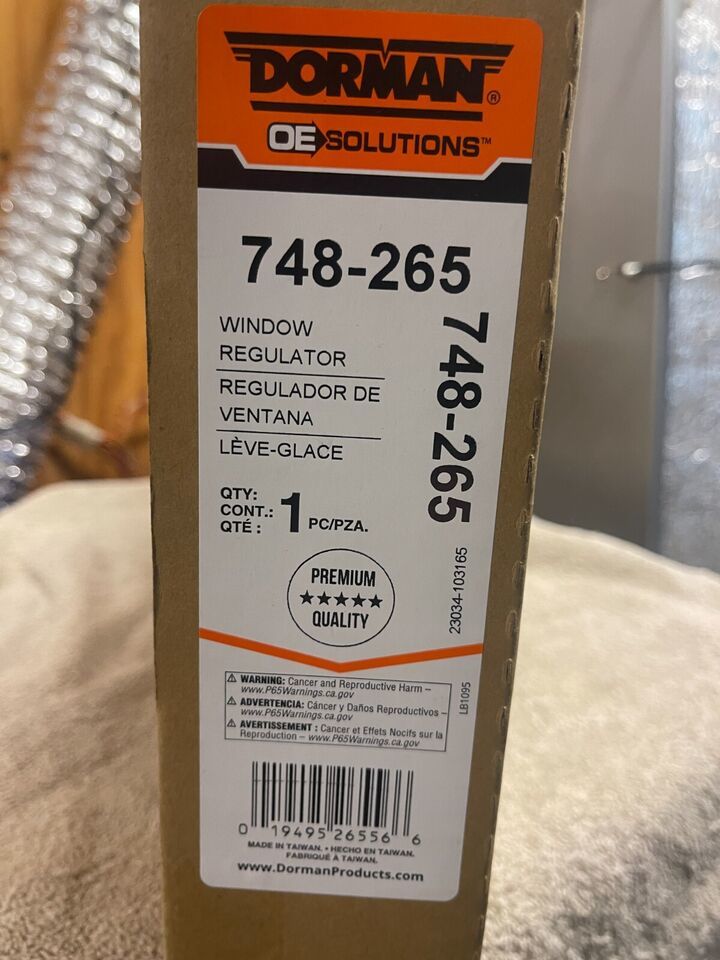 DORMAN®
OE SOLUTIONS™
748-265
WINDOW
REGULATOR
REGULADOR DE
VENTANA
LÈVE-GLACE
748-265
QTY:
CONT.:
QTÉ :
1 PC/PZA.
23034-103165
PREMIUM
★★★★★
QUALITY
⚠ WARNING: Cancer and Reproductive Harm –
www.P65Warnings.ca.gov
⚠ ADVERTENCIA: Cáncer y Daños Reproductivos –
www.P65Warnings.ca.gov
⚠ AVERTISSEMENT : Cancer et Effets Nocifs sur la
Reproduction – www.P65Warnings.ca.gov
LB1095
0 19495 26556 6
MADE IN TAIWAN. • HECHO EN TAIWAN.
FABRIQUÉ À TAIWAN.
www.DormanProducts.com